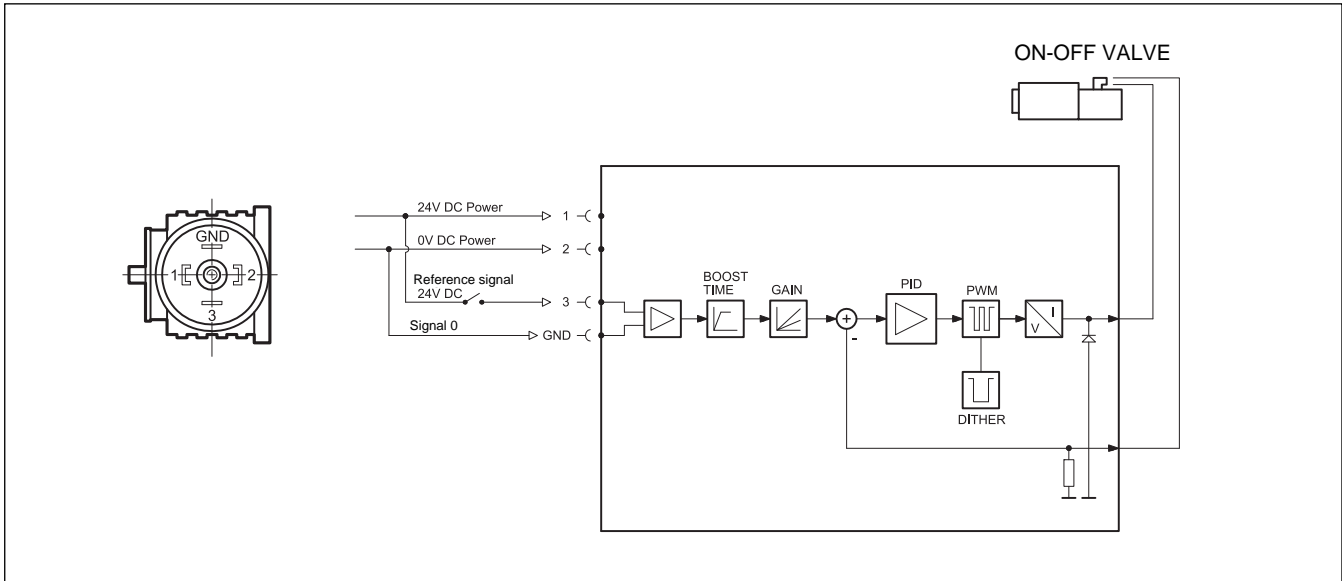 ON-OFF VALVE
GND
1
2
3
24V DC Power
1
0V DC Power
2
Reference signal
24V DC
3
Signal 0
GND
BOOST
TIME
GAIN
+
-
PID
PWM
V
I
DITHER